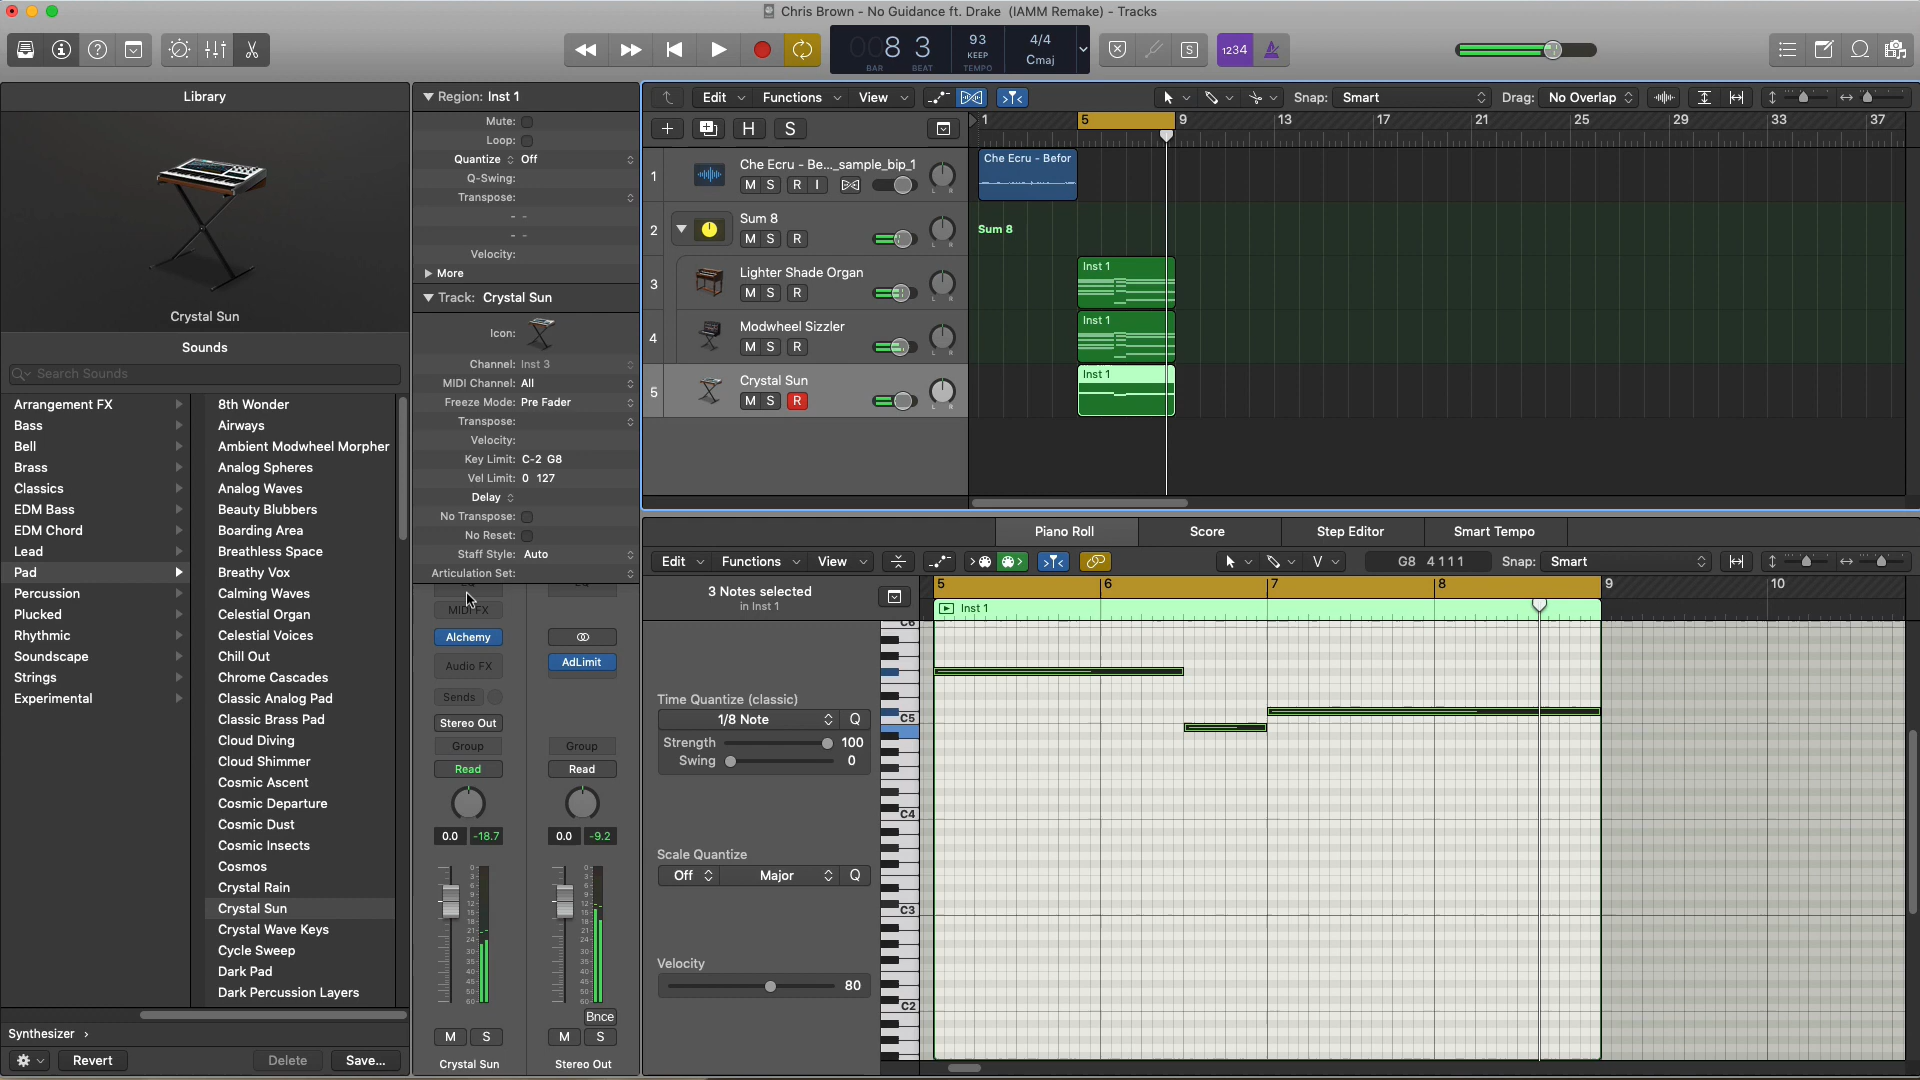 Chris Brown - No Guidance ft. Drake (IAMM Remake) - Tracks
8 3
BAR BEAT
93
KEEP
TEMPO
4/4
Cmaj
S
1234
Library
Crystal Sun
Sounds
Search Sounds
Arrangement FX
Bass
Bell
Brass
Classics
EDM Bass
EDM Chord
Lead
Pad
Percussion
Plucked
Rhythmic
Soundscape
Strings
Experimental
8th Wonder
Airways
Ambient Modwheel Morpher
Analog Spheres
Analog Waves
Beauty Blubbers
Boarding Area
Breathless Space
Breathy Vox
Calming Waves
Celestial Organ
Celestial Voices
Chill Out
Chrome Cascades
Classic Analog Pad
Classic Brass Pad
Cloud Diving
Cloud Shimmer
Cosmic Ascent
Cosmic Departure
Cosmic Dust
Cosmic Insects
Cosmos
Crystal Rain
Crystal Sun
Crystal Wave Keys
Cycle Sweep
Dark Pad
Dark Percussion Layers
Synthesizer ›
Revert Delete Save...
Region: Inst 1
Mute:
Loop:
Quantize Off
Q-Swing:
Transpose:
- -
- -
Velocity:
More
Track: Crystal Sun
Icon:
Channel: Inst 3
MIDI Channel: All
Freeze Mode: Pre Fader
Transpose:
Velocity:
Key Limit: C-2 G8
Vel Limit: 0 127
Delay
No Transpose:
No Reset:
Staff Style: Auto
Articulation Set:
MIDI FX
Alchemy
Audio FX
Sends
Stereo Out
Group
Read
0.0 -18.7
M S
Crystal Sun
AdLimit
Group
Read
0.0 -9.2
Bnce
M S
Stereo Out
Edit Functions View Snap: Smart Drag: No Overlap
H S
1 5 9 13 17 21 25 29 33 37
1 Che Ecru - Be..._sample_bip_1
M S R I
Che Ecru - Befor
2 Sum 8
M S R
Sum 8
3 Lighter Shade Organ
M S R
Inst 1
4 Modwheel Sizzler
M S R
Inst 1
5 Crystal Sun
M S R
Inst 1
Piano Roll Score Step Editor Smart Tempo
Edit Functions View G8 4 1 1 1 Snap: Smart
3 Notes selected
in Inst 1
5 6 7 8 9 10
Inst 1
Time Quantize (classic)
1/8 Note Q
Strength 100
Swing 0
Scale Quantize
Off Major Q
Velocity
80
C5
C4
C3
C2